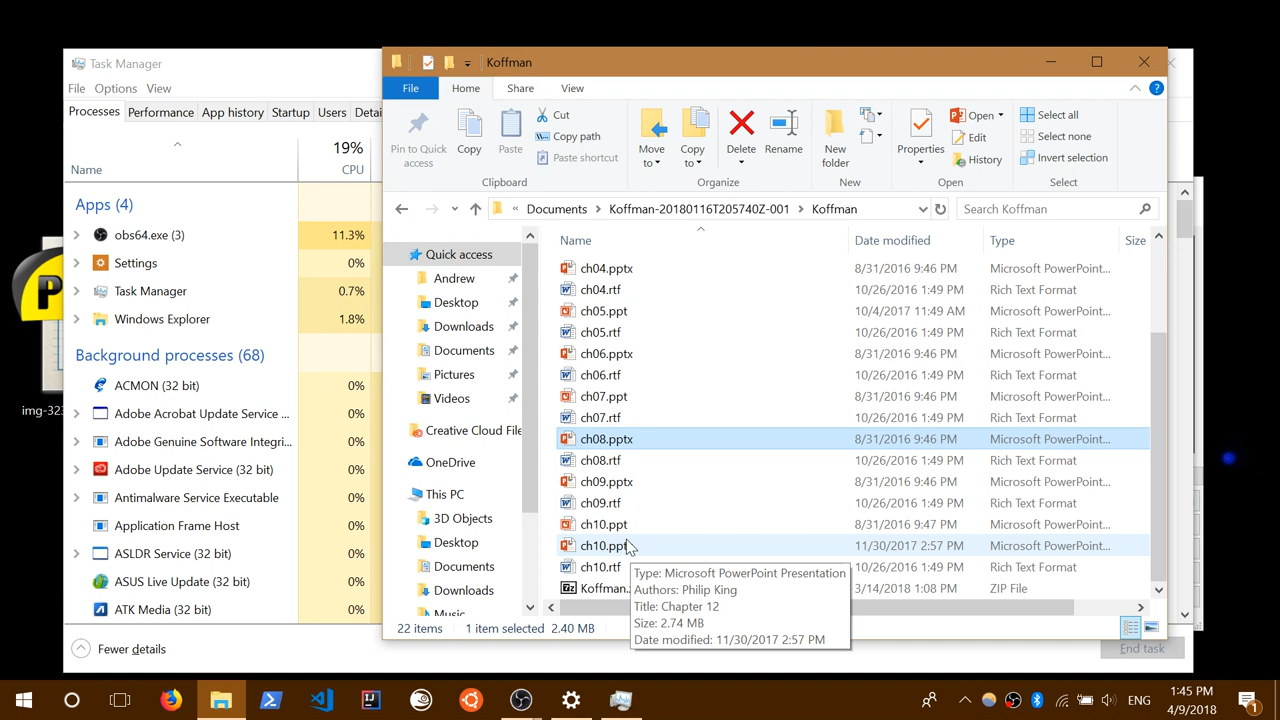 Task Manager
File Options View
Processes Performance App history Startup Users Detai
19%
Name CPU
Apps (4)
obs64.exe (3) 11.3%
Settings 0%
Task Manager 0.7%
Windows Explorer 1.8%
Background processes (68)
ACMON (32 bit) 0%
Adobe Acrobat Update Service ... 0%
Adobe Genuine Software Integri... 0%
Adobe Update Service (32 bit) 0%
Antimalware Service Executable 0%
Application Frame Host 0%
ASLDR Service (32 bit) 0%
ASUS Live Update (32 bit) 0%
ATK Media (32 bit) 0%
Fewer details
End task
img-323
Koffman
File Home Share View
Pin to Quick access
Copy
Paste
Cut
Copy path
Paste shortcut
Clipboard
Move to
Copy to
Delete
Rename
Organize
New folder
New
Properties
Open
Edit
History
Open
Select all
Select none
Invert selection
Select
« Documents > Koffman-20180116T205740Z-001 > Koffman
Search Koffman
Quick access
Andrew
Desktop
Downloads
Documents
Pictures
Videos
Creative Cloud File
OneDrive
This PC
3D Objects
Desktop
Documents
Downloads
Music
Name Date modified Type Size
ch04.pptx 8/31/2016 9:46 PM Microsoft PowerPoint...
ch04.rtf 10/26/2016 1:49 PM Rich Text Format
ch05.ppt 10/4/2017 11:49 AM Microsoft PowerPoint...
ch05.rtf 10/26/2016 1:49 PM Rich Text Format
ch06.pptx 8/31/2016 9:46 PM Microsoft PowerPoint...
ch06.rtf 10/26/2016 1:49 PM Rich Text Format
ch07.ppt 8/31/2016 9:46 PM Microsoft PowerPoint...
ch07.rtf 10/26/2016 1:49 PM Rich Text Format
ch08.pptx 8/31/2016 9:46 PM Microsoft PowerPoint...
ch08.rtf 10/26/2016 1:49 PM Rich Text Format
ch09.pptx 8/31/2016 9:46 PM Microsoft PowerPoint...
ch09.rtf 10/26/2016 1:49 PM Rich Text Format
ch10.ppt 8/31/2016 9:47 PM Microsoft PowerPoint...
ch10.ppt 11/30/2017 2:57 PM Microsoft PowerPoint...
ch10.rtf 10/26/2016 1:49 PM Rich Text Format
Koffman. 3/14/2018 1:08 PM ZIP File
Type: Microsoft PowerPoint Presentation
Authors: Philip King
Title: Chapter 12
Size: 2.74 MB
Date modified: 11/30/2017 2:57 PM
22 items 1 item selected 2.40 MB
ENG
1:45 PM
4/9/2018
1